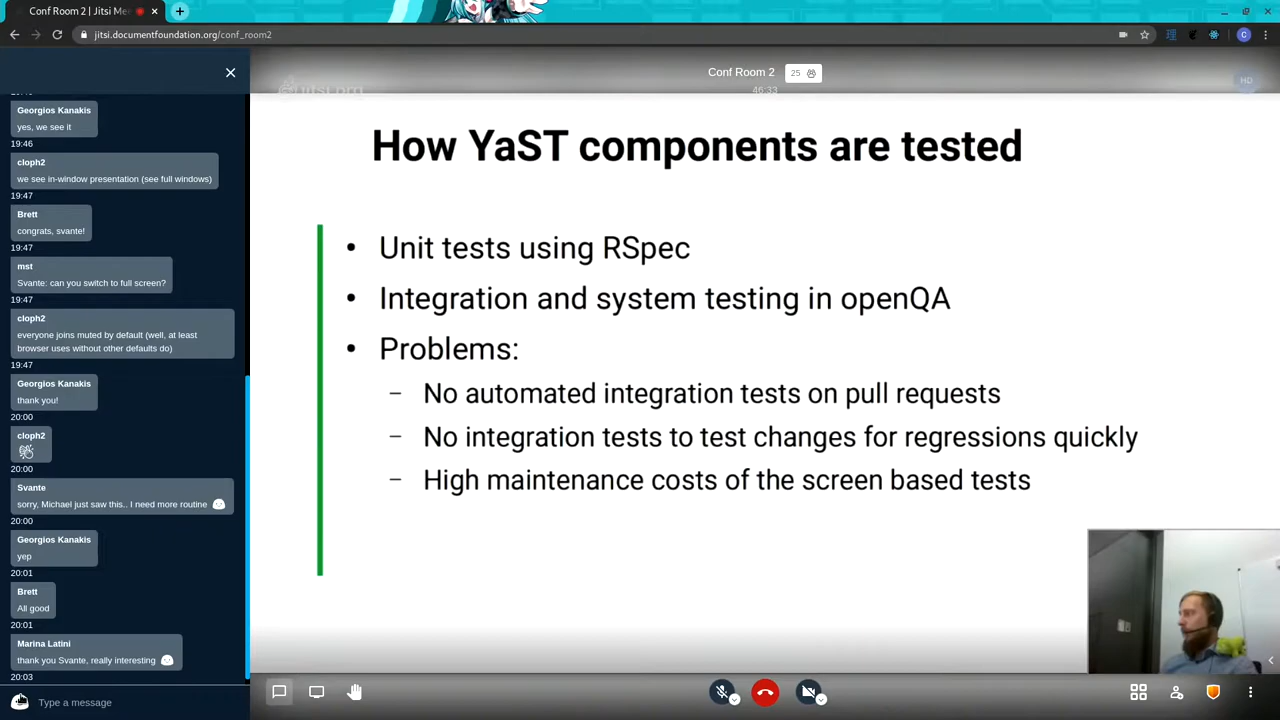 Conf Room 2 | Jitsi Me
jitsi.documentfoundation.org/conf_room2
C
Conf Room 2
25
46:33
HD
Georgios Kanakis
yes, we see it
19:46
cloph2
we see in-window presentation (see full windows)
19:47
Brett
congrats, svante!
19:47
mst
Svante: can you switch to full screen?
19:47
cloph2
everyone joins muted by default (well, at least
browser uses without other defaults do)
19:47
Georgios Kanakis
thank you!
20:00
cloph2
20:00
Svante
sorry, Michael just saw this.. I need more routine
20:00
Georgios Kanakis
yep
20:01
Brett
All good
20:01
Marina Latini
thank you Svante, really interesting
20:03
Type a message
How YaST components are tested
• Unit tests using RSpec
• Integration and system testing in openQA
• Problems:
– No automated integration tests on pull requests
– No integration tests to test changes for regressions quickly
– High maintenance costs of the screen based tests